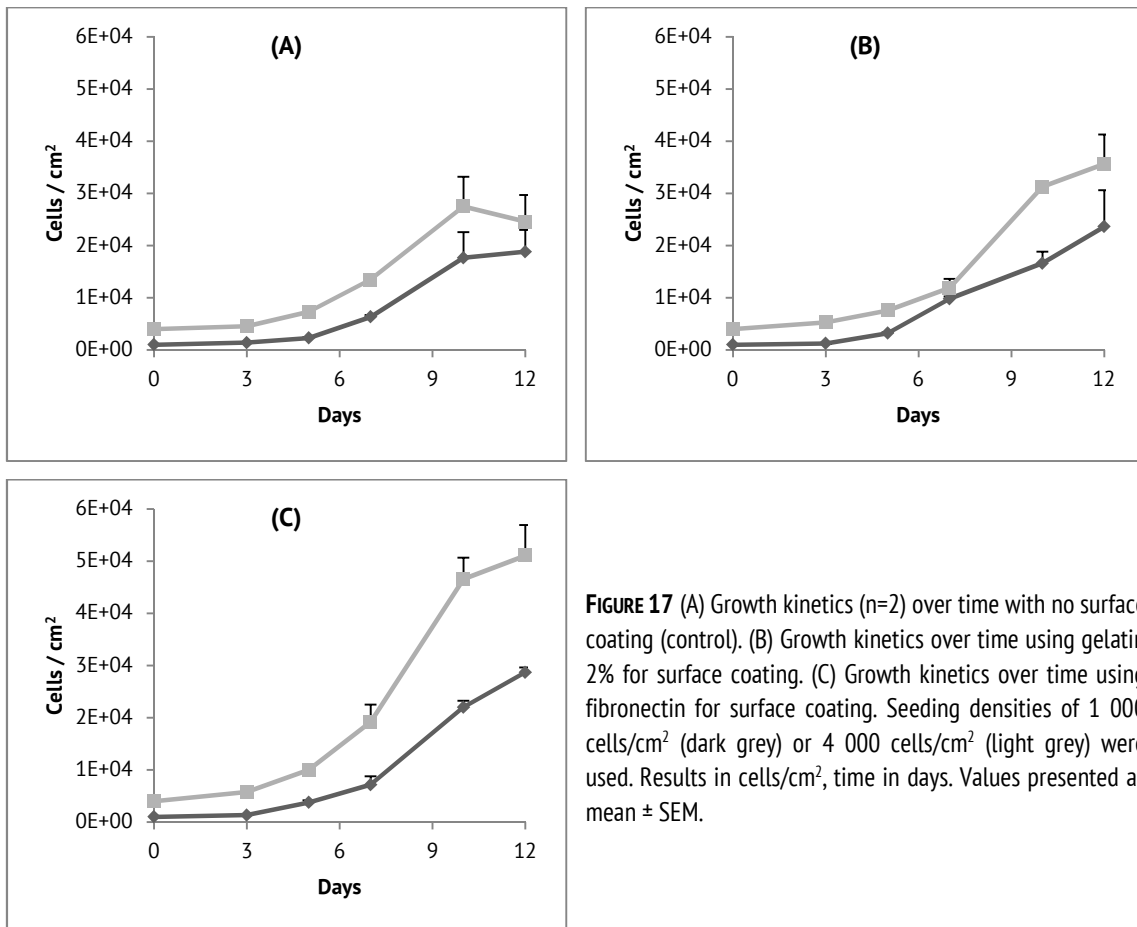 (A)
6E+04
5E+04
4E+04
3E+04
2E+04
1E+04
0E+00
Cells / cm²
0 3 6 9 12
Days
(B)
6E+04
5E+04
4E+04
3E+04
2E+04
1E+04
0E+00
Cells / cm²
0 3 6 9 12
Days
(C)
6E+04
5E+04
4E+04
3E+04
2E+04
1E+04
0E+00
Cells / cm²
0 3 6 9 12
Days
FIGURE 17 (A) Growth kinetics (n=2) over time with no surface
coating (control). (B) Growth kinetics over time using gelatin
2% for surface coating. (C) Growth kinetics over time using
fibronectin for surface coating. Seeding densities of 1 000
cells/cm² (dark grey) or 4 000 cells/cm² (light grey) were
used. Results in cells/cm², time in days. Values presented a
mean ± SEM.